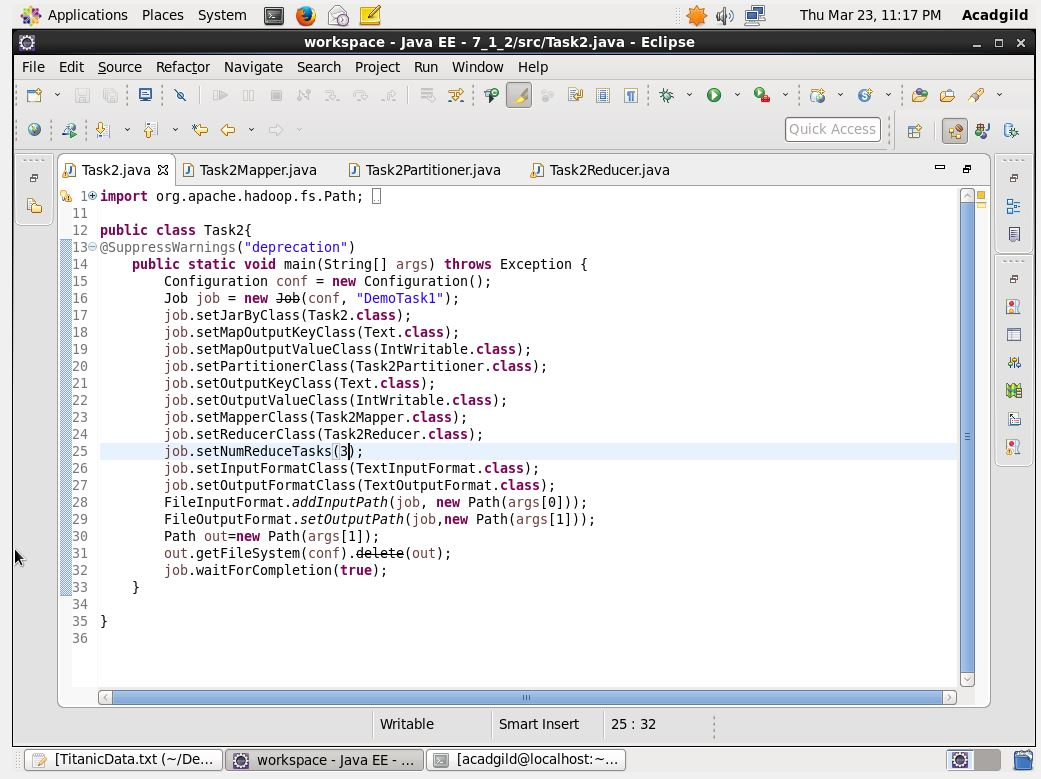 Applications Places System Thu Mar 23, 11:17 PM Acadgild
workspace - Java EE - 7_1_2/src/Task2.java - Eclipse
File Edit Source Refactor Navigate Search Project Run Window Help
Quick Access
Task2.java Task2Mapper.java Task2Partitioner.java Task2Reducer.java
1 import org.apache.hadoop.fs.Path;
11
12 public class Task2{
13 @SuppressWarnings("deprecation")
14 public static void main(String[] args) throws Exception {
15 Configuration conf = new Configuration();
16 Job job = new Job(conf, "DemoTask1");
17 job.setJarByClass(Task2.class);
18 job.setMapOutputKeyClass(Text.class);
19 job.setMapOutputValueClass(IntWritable.class);
20 job.setPartitionerClass(Task2Partitioner.class);
21 job.setOutputKeyClass(Text.class);
22 job.setOutputValueClass(IntWritable.class);
23 job.setMapperClass(Task2Mapper.class);
24 job.setReducerClass(Task2Reducer.class);
25 job.setNumReduceTasks(3);
26 job.setInputFormatClass(TextInputFormat.class);
27 job.setOutputFormatClass(TextOutputFormat.class);
28 FileInputFormat.addInputPath(job, new Path(args[0]));
29 FileOutputFormat.setOutputPath(job,new Path(args[1]));
30 Path out=new Path(args[1]);
31 out.getFileSystem(conf).delete(out);
32 job.waitForCompletion(true);
33 }
34
35 }
36
Writable Smart Insert 25 : 32
[TitanicData.txt (~/De... workspace - Java EE - ... [acadgild@localhost:~...